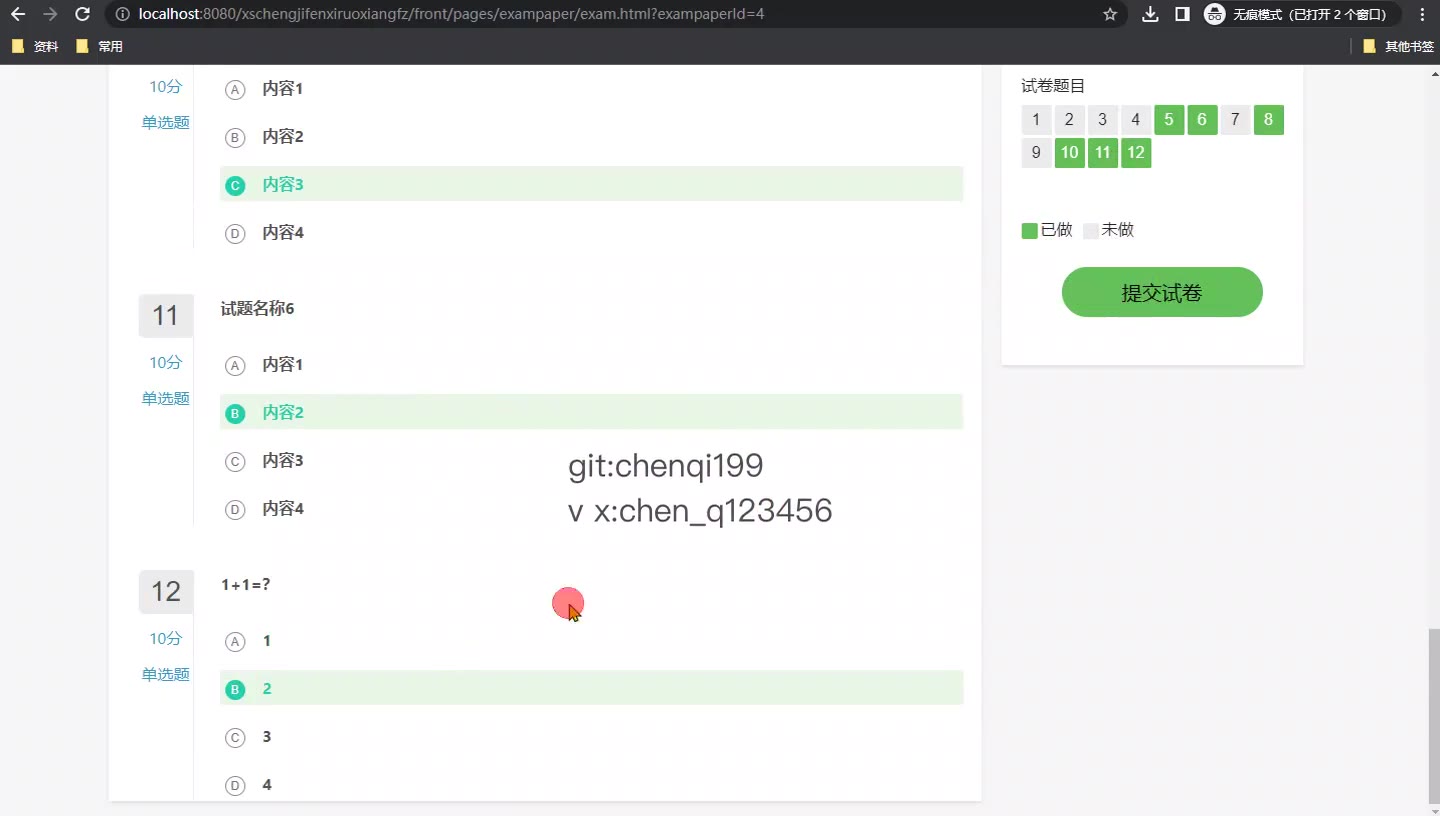 localhost:8080/xschengjifenxiruoxiangfz/front/pages/exampaper/exam.html?exampaperId=4
无痕模式（已打开 2 个窗口）
资料
常用
其他书签
10分
单选题
A 内容1
B 内容2
C 内容3
D 内容4
11
试题名称6
10分
单选题
A 内容1
B 内容2
C 内容3
D 内容4
git:chenqi199
v x:chen_q123456
12
1+1=?
10分
单选题
A 1
B 2
C 3
D 4
试卷题目
1 2 3 4 5 6 7 8
9 10 11 12
已做 未做
提交试卷